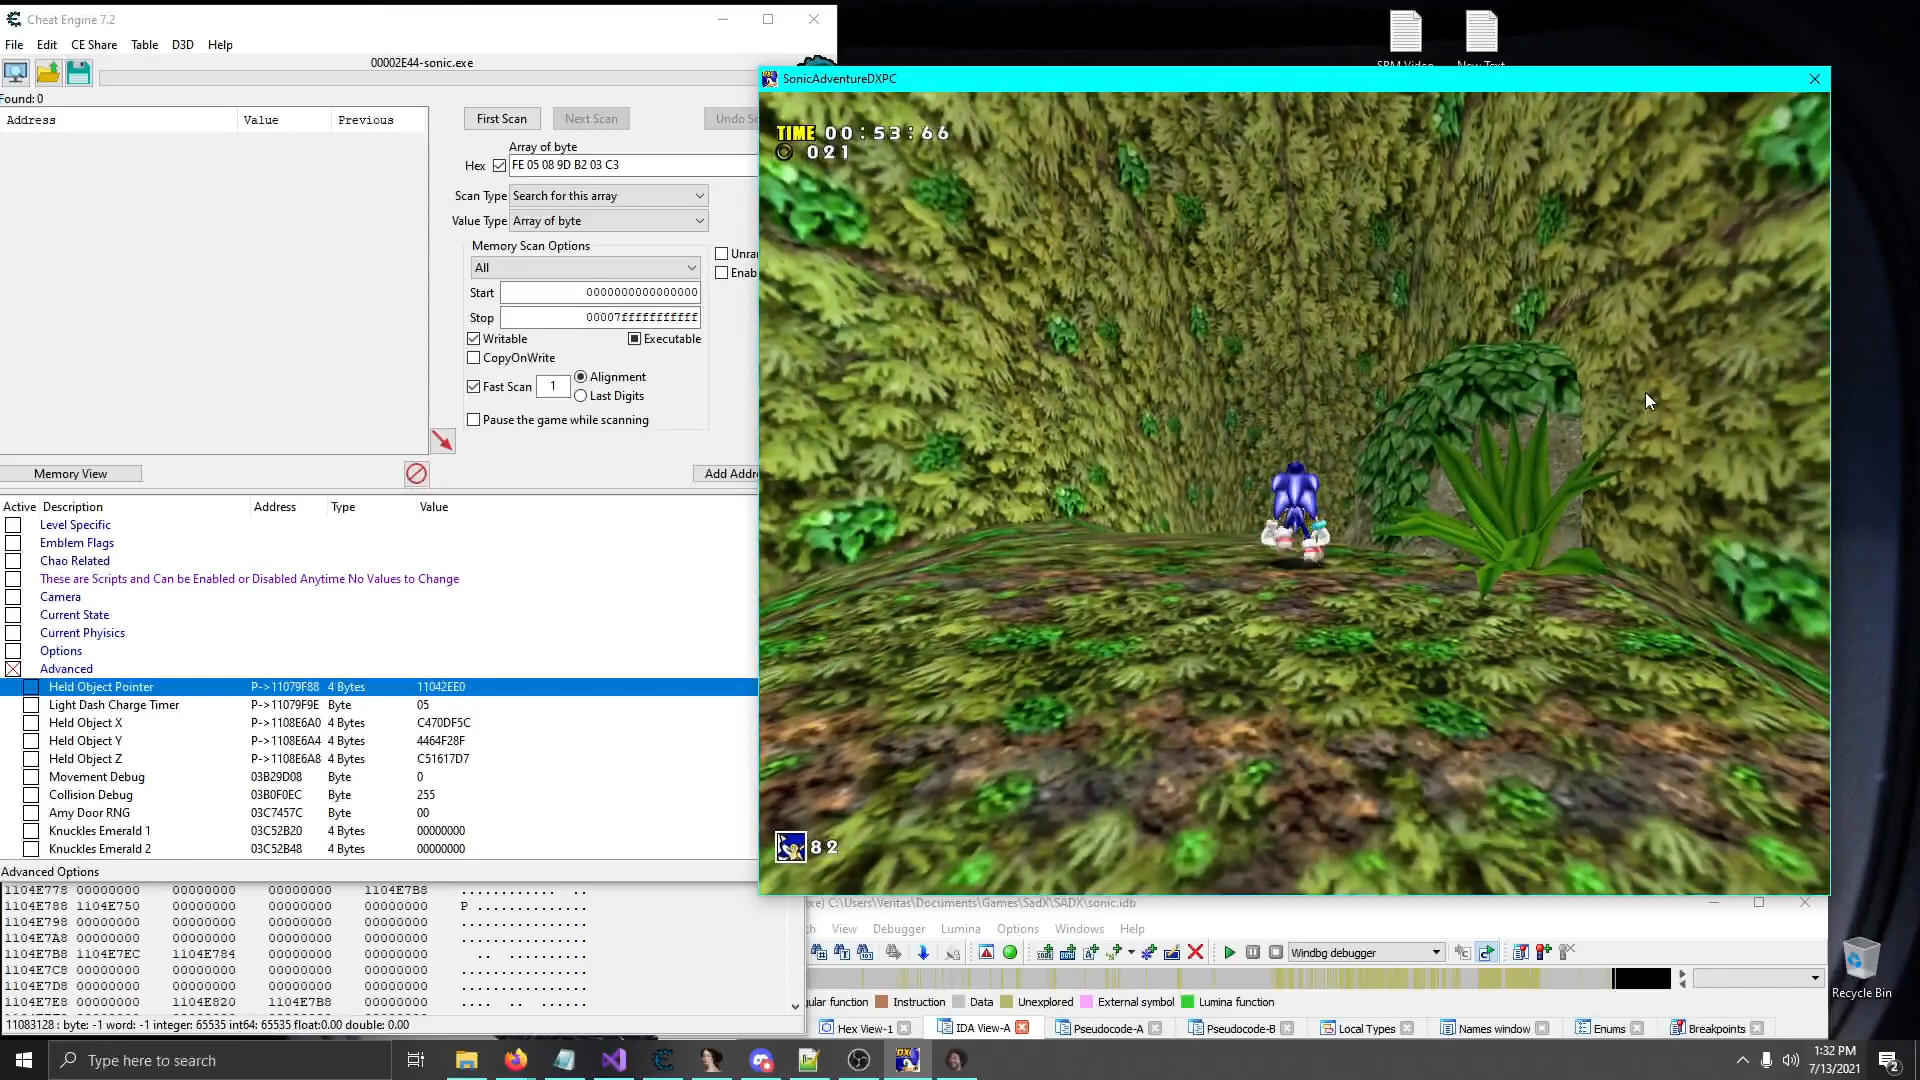 Cheat Engine 7.2
File Edit CE Share Table D3D Help
00002E44-sonic.exe
Found: 0
Address Value Previous
First Scan Next Scan
Array of byte
Hex FE 05 08 9D B2 03 C3
Scan Type Search for this array
Value Type Array of byte
Memory Scan Options
All
Start 0000000000000000
Stop 00007fffffffffff
Writable Executable
CopyOnWrite
Fast Scan 1 Alignment
Last Digits
Pause the game while scanning
Memory View
Active Description Address Type Value
Level Specific
Emblem Flags
Chao Related
These are Scripts and Can be Enabled or Disabled Anytime No Values to Change
Camera
Current State
Current Phyisics
Options
Advanced
Held Object Pointer P->11079F88 4 Bytes 11042EE0
Light Dash Charge Timer P->11079F9E Byte 05
Held Object X P->1108E6A0 4 Bytes C470DF5C
Held Object Y P->1108E6A4 4 Bytes 4464F28F
Held Object Z P->1108E6A8 4 Bytes C51617D7
Movement Debug 03B29D08 Byte 0
Collision Debug 03B0F0EC Byte 255
Amy Door RNG 03C7457C Byte 00
Knuckles Emerald 1 03C52B20 4 Bytes 00000000
Knuckles Emerald 2 03C52B48 4 Bytes 00000000
Advanced Options
1104E778 00000000 00000000 00000000 1104E7B8
1104E788 1104E750 00000000 00000000 00000000 P
1104E798 00000000 00000000 00000000 00000000
1104E7A8 00000000 00000000 00000000 00000000
1104E7B8 1104E7EC 1104E784 00000000 00000000
1104E7C8 00000000 00000000 00000000 00000000
1104E7D8 00000000 00000000 00000000 00000000
1104E7E8 00000000 1104E820 1104E7B8 00000000
11083128 : byte: -1 word: -1 integer: 65535 int64: 65535 float:0.00 double: 0.00
SonicAdventureDXPC
TIME 00:53:66
021
82
C:\Users\Veritas\Documents\Games\SadX\SADX\sonic.idb
View Debugger Lumina Options Windows Help
Windbg debugger
Instruction Data Unexplored External symbol Lumina function
Hex View-1 IDA View-A Pseudocode-A Pseudocode-B Local Types Names window Enums Breakpoints
Recycle Bin
Type here to search
1:32 PM
7/13/2021
2